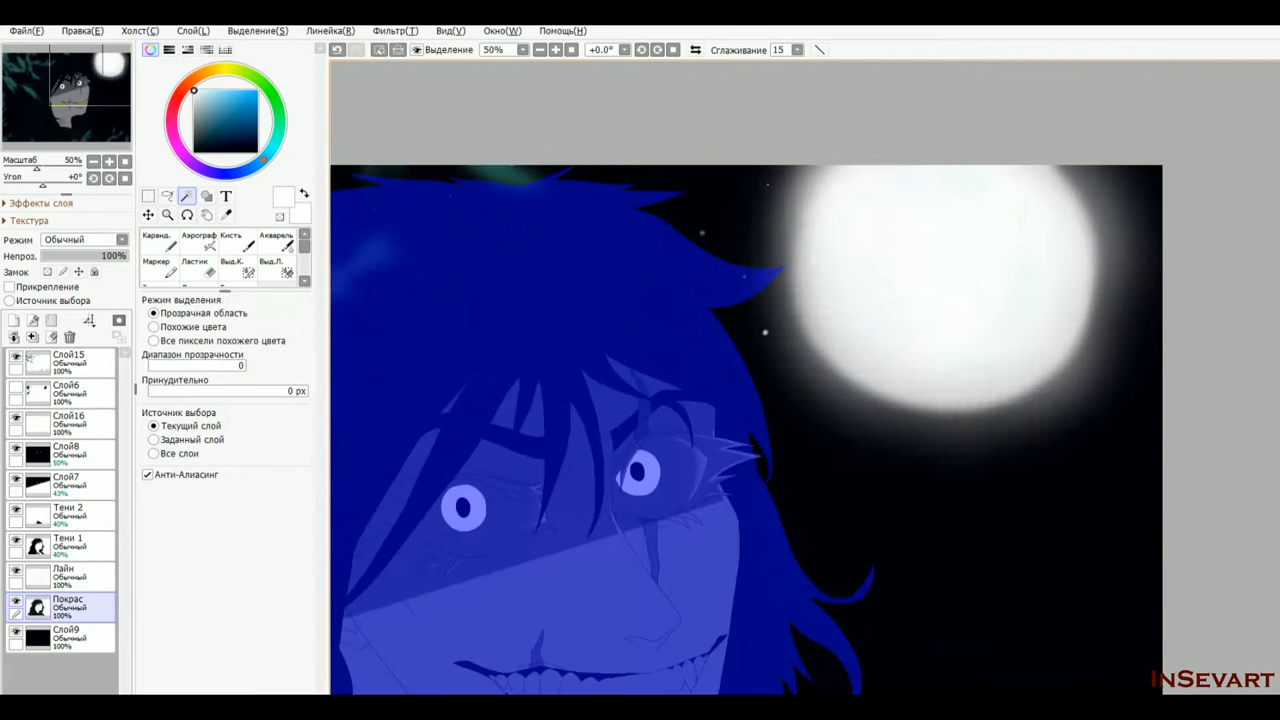 Файл(F) Правка(E) Холст(C) Слой(L) Выделение(S) Линейка(R) Фильтр(T) Вид(V) Окно(W) Помощь(H)
Выделение 50% +0.0° Сглаживание 15
Масштаб 50%
Угол +0°
Эффекты слоя
Текстура
Режим Обычный
Непроз. 100%
Замок
Прикрепление
Источник выбора
Слой15
Обычный
100%
Слой6
Обычный
100%
Слой16
Обычный
100%
Слой8
Обычный
50%
Слой7
Обычный
43%
Тени 2
Обычный
40%
Тени 1
Обычный
40%
Лайн
Обычный
100%
Покрас
Обычный
100%
Слой9
Обычный
100%
T
Каранд. Аэрограф Кисть Акварель
Маркер Ластик Выд.К. Выд.Л.
Режим выделения
Прозрачная область
Похожие цвета
Все пиксели похожего цвета
Диапазон прозрачности
0
Принудительно
0 px
Источник выбора
Текущий слой
Заданный слой
Все слои
Анти-Алиасинг
InSevart